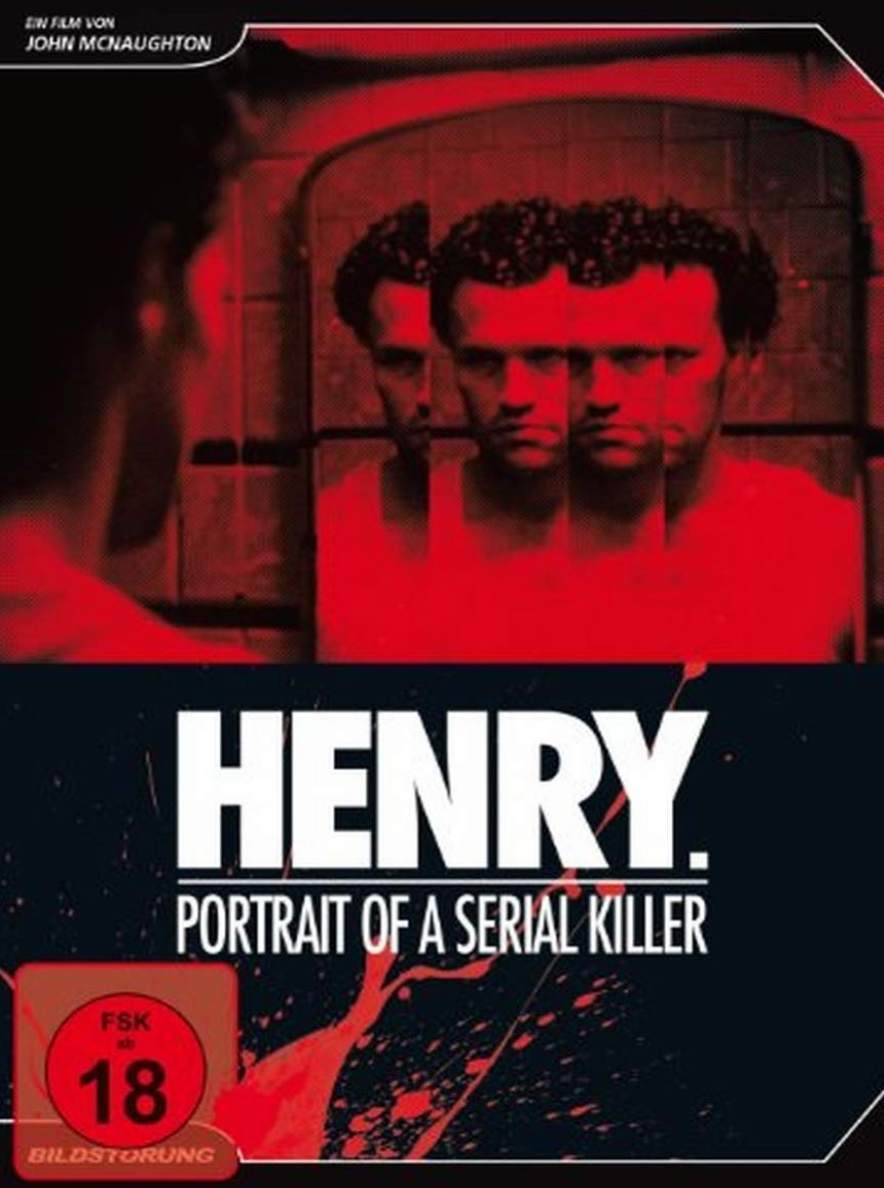 EIN FILM VON
JOHN MCNAUGHTON
HENRY.
PORTRAIT OF A SERIAL KILLER
FSK
ab
18
BILDSTÖRUNG